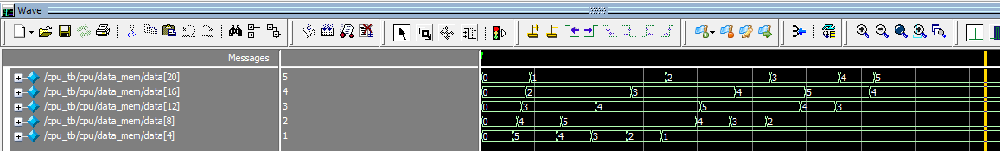 Wave
Messages
/cpu_tb/cpu/data_mem/data[20] 5 0 1 2 3 4 5
/cpu_tb/cpu/data_mem/data[16] 4 0 2 3 4 5 4
/cpu_tb/cpu/data_mem/data[12] 3 0 3 4 5 4 3
/cpu_tb/cpu/data_mem/data[8] 2 0 4 5 4 3 2
/cpu_tb/cpu/data_mem/data[4] 1 0 5 4 3 2 1